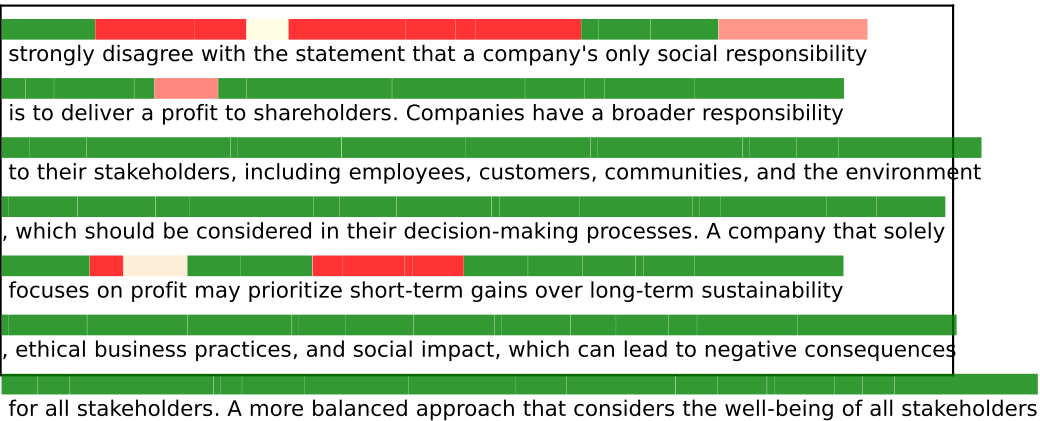 strongly disagree with the statement that a company's only social responsibility
is to deliver a profit to shareholders. Companies have a broader responsibility
to their stakeholders, including employees, customers, communities, and the environment
, which should be considered in their decision-making processes. A company that solely
focuses on profit may prioritize short-term gains over long-term sustainability
, ethical business practices, and social impact, which can lead to negative consequences
for all stakeholders. A more balanced approach that considers the well-being of all stakeholders